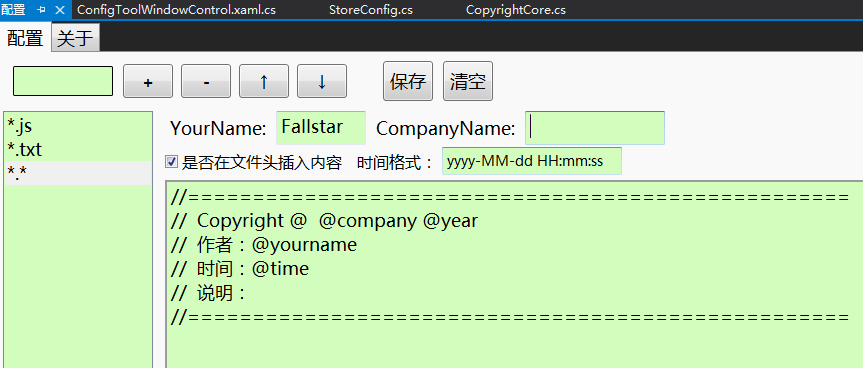 配置 ConfigToolWindowControl.xaml.cs StoreConfig.cs CopyrightCore.cs
配置 关于
+ - ↑ ↓ 保存 清空
*.js
*.txt
*.*
YourName: Fallstar CompanyName:
是否在文件头插入内容 时间格式： yyyy-MM-dd HH:mm:ss
//===================================================
// Copyright @  @company @year
// 作者：@yourname
// 时间：@time
// 说明：
//===================================================